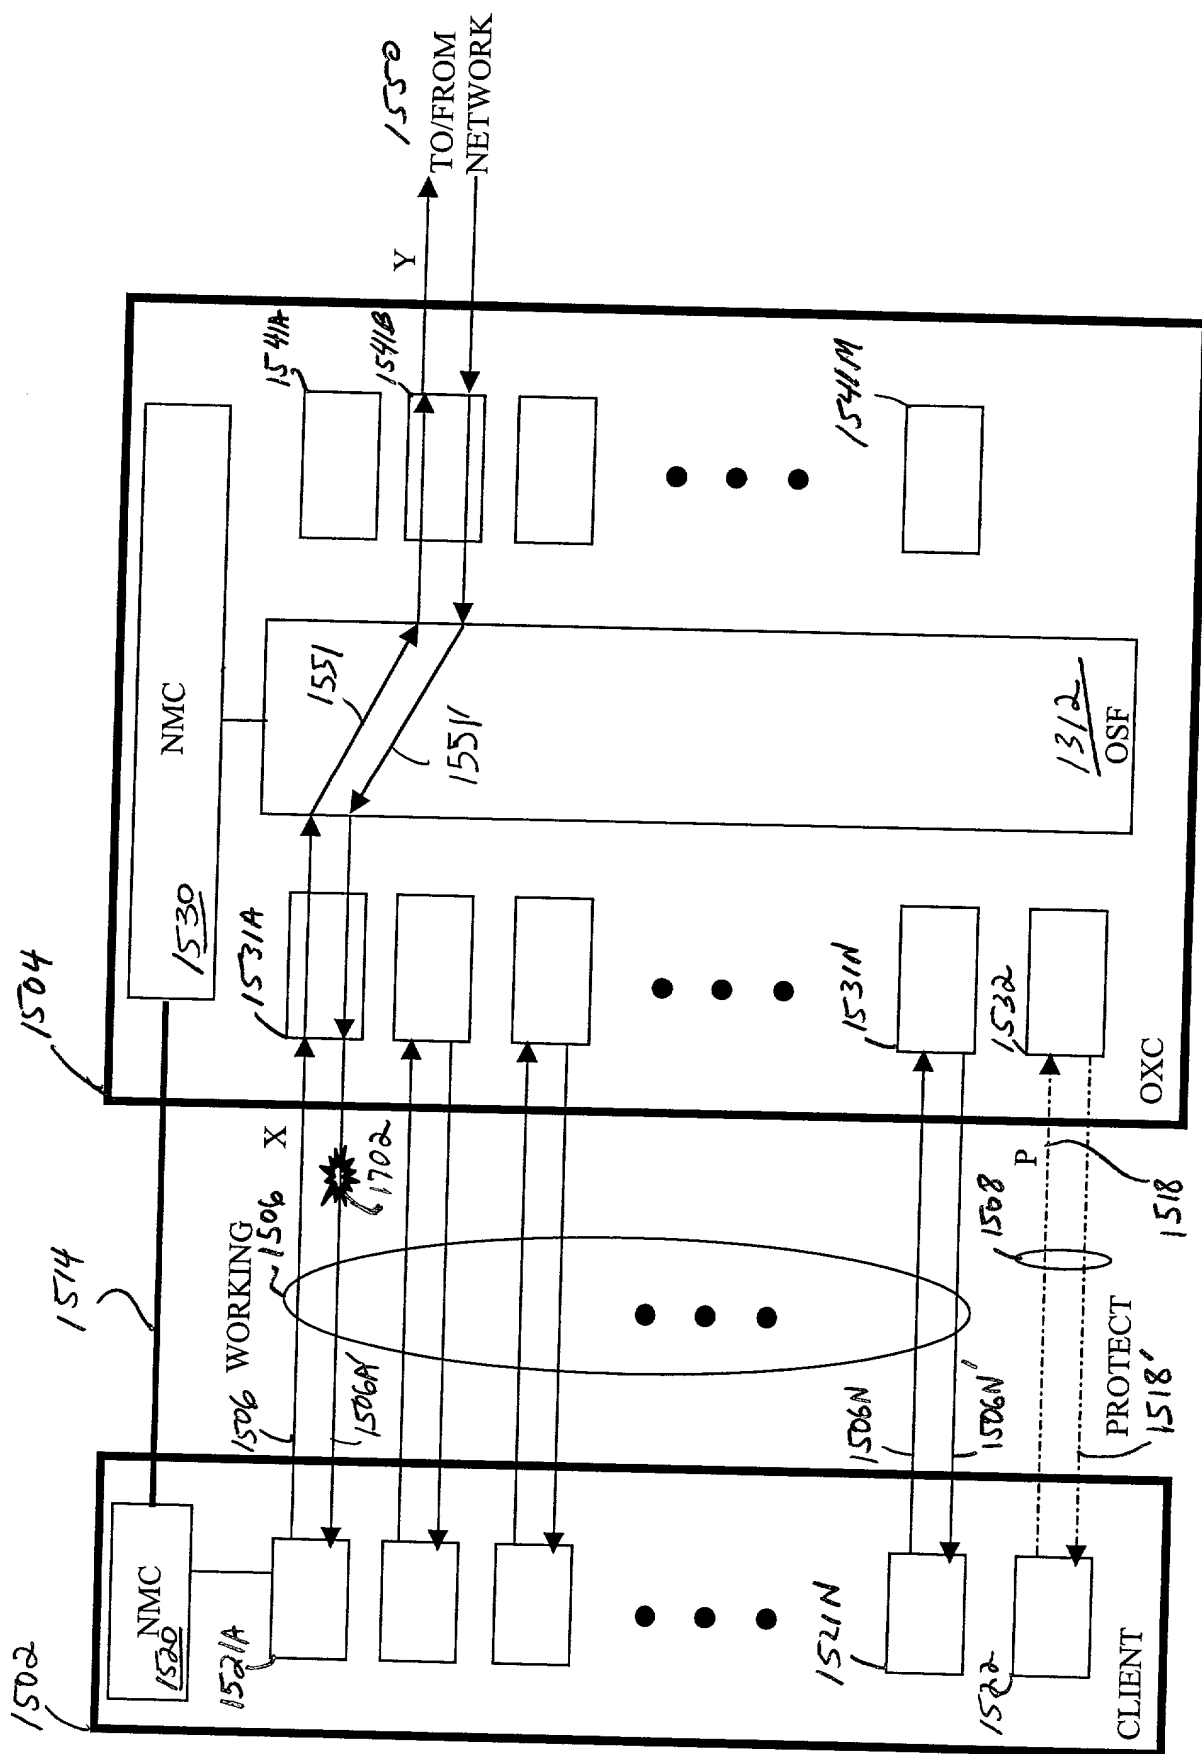 1502
NMC
1520
1521A
1521N
1522
CLIENT
1514
1506
WORKING
1506
1506A'
X
1702
1506N
1506N'
PROTECT
1518'
1508
P
1518
1504
NMC
1530
1531A
1531N
1532
OXC
1551
1551'
1312
OSF
1541A
1541B
1541M
Y
1550
TO/FROM
NETWORK